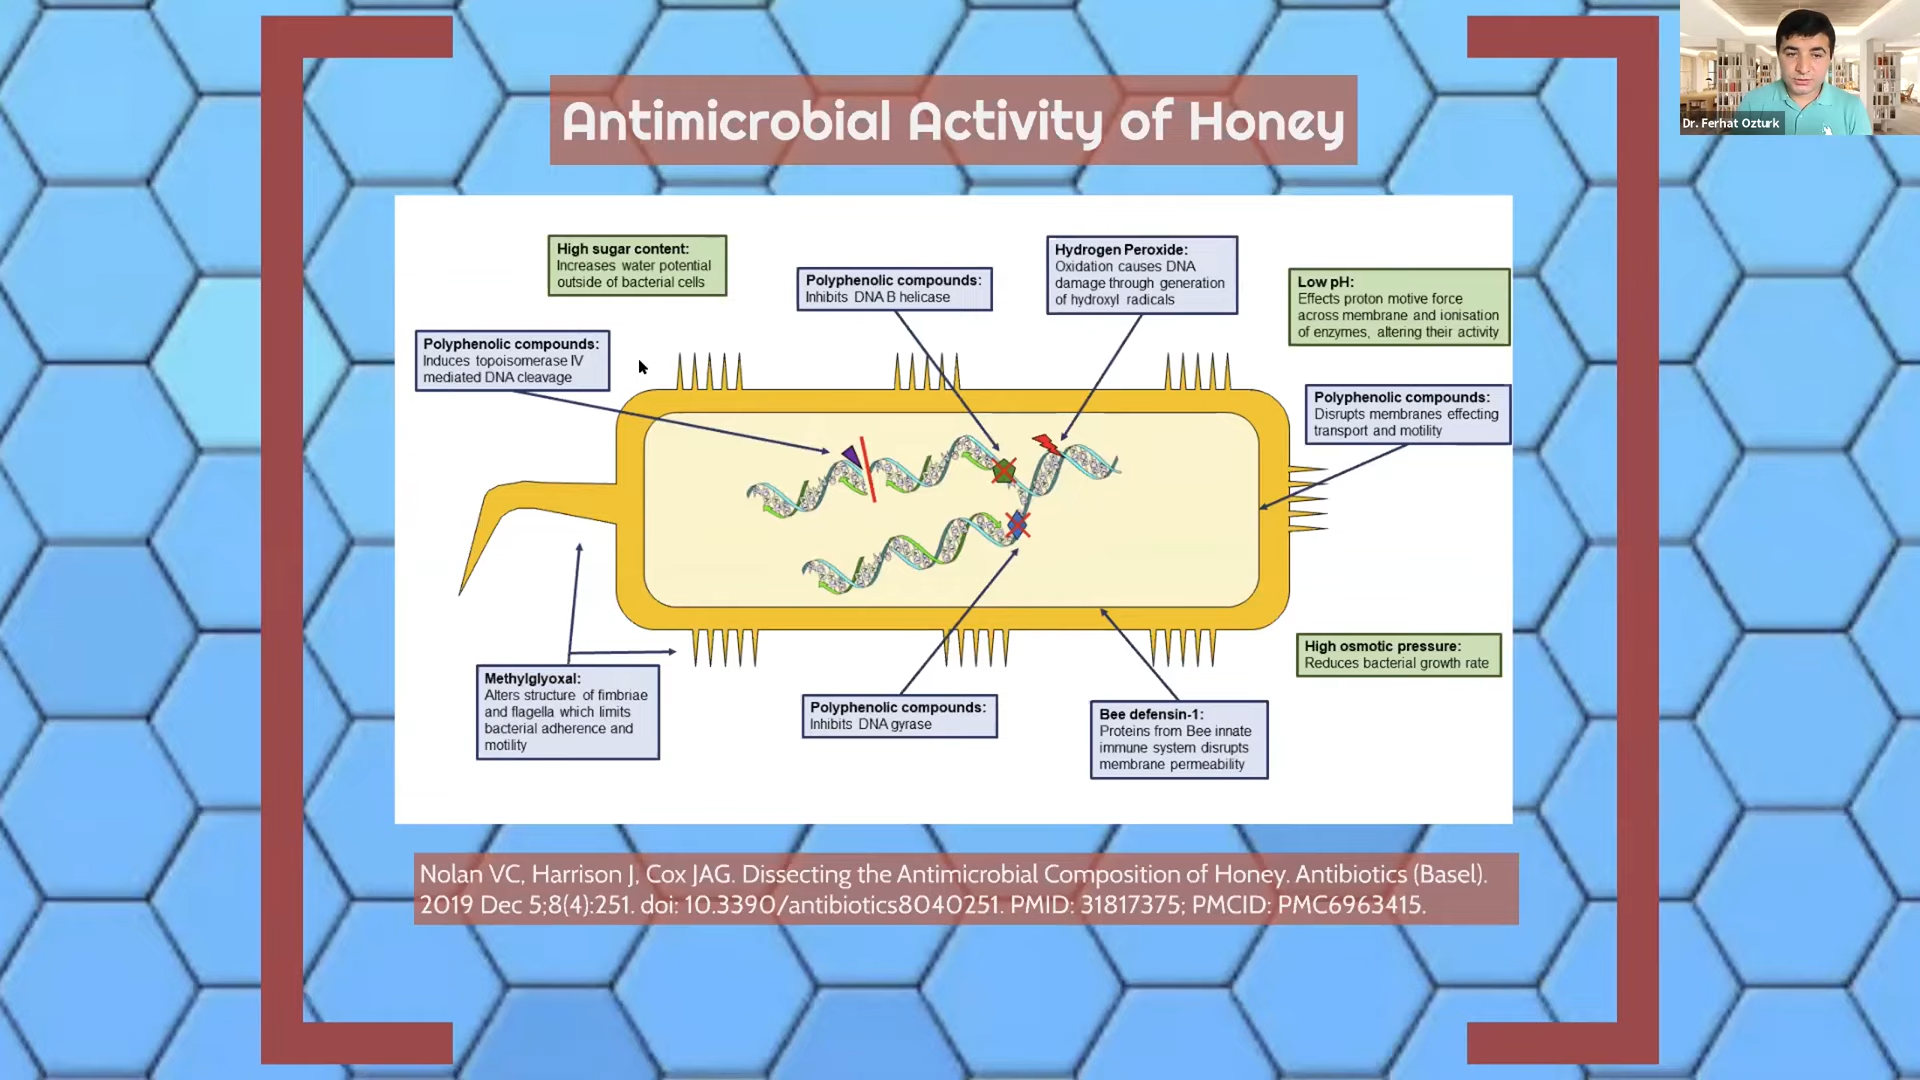 Antimicrobial Activity of Honey
Dr. Ferhat Ozturk
High sugar content:
Increases water potential
outside of bacterial cells
Polyphenolic compounds:
Inhibits DNA B helicase
Hydrogen Peroxide:
Oxidation causes DNA
damage through generation
of hydroxyl radicals
Low pH:
Effects proton motive force
across membrane and ionisation
of enzymes, altering their activity
Polyphenolic compounds:
Induces topoisomerase IV
mediated DNA cleavage
Polyphenolic compounds:
Disrupts membranes effecting
transport and motility
High osmotic pressure:
Reduces bacterial growth rate
Methylglyoxal:
Alters structure of fimbriae
and flagella which limits
bacterial adherence and
motility
Polyphenolic compounds:
Inhibits DNA gyrase
Bee defensin-1:
Proteins from Bee innate
immune system disrupts
membrane permeability
Nolan VC, Harrison J, Cox JAG. Dissecting the Antimicrobial Composition of Honey. Antibiotics (Basel).
2019 Dec 5;8(4):251. doi: 10.3390/antibiotics8040251. PMID: 31817375; PMCID: PMC6963415.